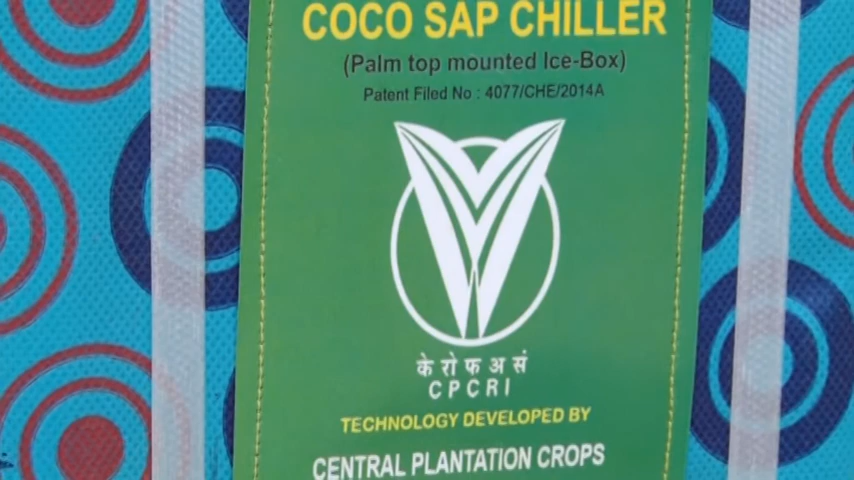 COCO SAP CHILLER
(Palm top mounted Ice-Box)
Patent Filed No : 4077/CHE/2014A
के रो फ अ सं
CPCRI
TECHNOLOGY DEVELOPED BY
CENTRAL PLANTATION CROPS